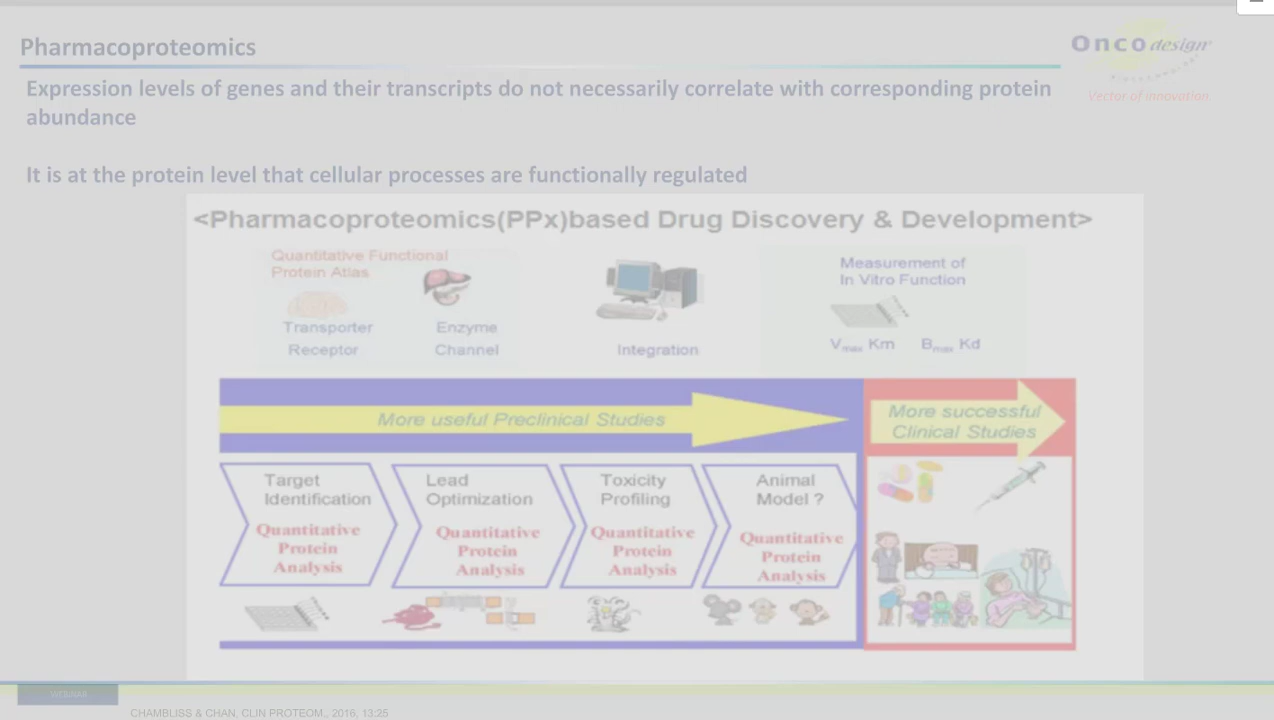 Pharmacoproteomics
Onco design
Vector of innovation
Expression levels of genes and their transcripts do not necessarily correlate with corresponding protein
abundance
It is at the protein level that cellular processes are functionally regulated
<Pharmacoproteomics(PPx)based Drug Discovery & Development>
Quantitative Functional
Protein Atlas
Transporter
Receptor
Enzyme
Channel
Integration
Measurement of
In Vitro Function
Vmax Km Bmax Kd
More useful Preclinical Studies
More successful
Clinical Studies
Target
Identification
Quantitative
Protein
Analysis
Lead
Optimization
Quantitative
Protein
Analysis
Toxicity
Profiling
Quantitative
Protein
Analysis
Animal
Model ?
Quantitative
Protein
Analysis
WEBINAR
CHAMBLISS & CHAN, CLIN PROTEOM., 2016, 13:25